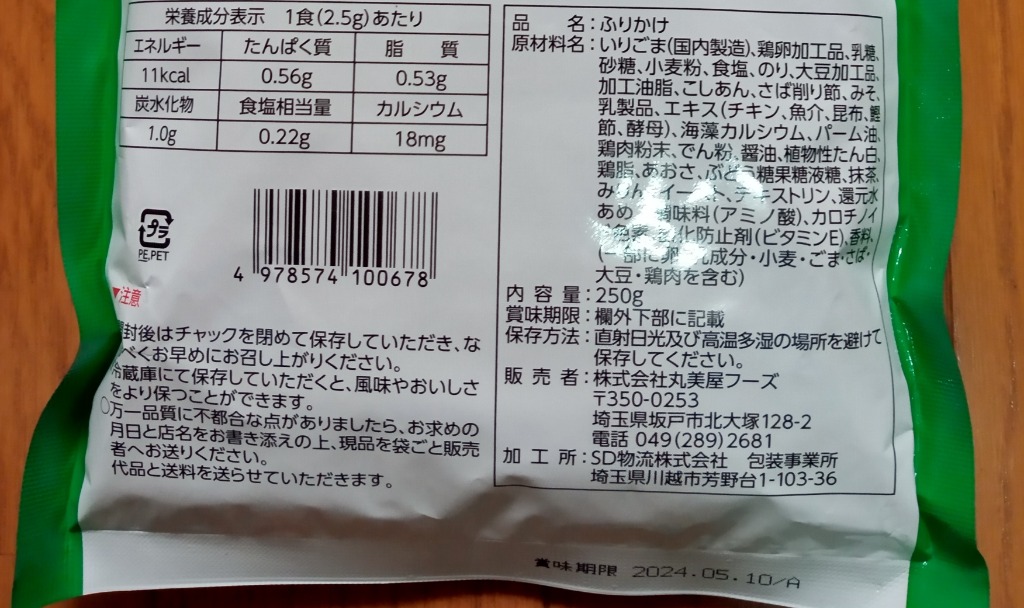 栄養成分表示 1食(2.5g)あたり
エネルギー たんぱく質 脂 質
11kcal 0.56g 0.53g
炭水化物 食塩相当量 カルシウム
1.0g 0.22g 18mg
プラ
PE,PET
4 978574 100678
▼注意
封後はチャックを閉めて保存していただき、な
べくお早めにお召し上がりください。
冷蔵庫にて保存していただくと、風味やおいしさ
をより保つことができます。
○万一品質に不都合な点がありましたら、お求めの
月日と店名をお書き添えの上、現品を袋ごと販売
者へお送りください。
代品と送料を送らせていただきます。
品 名：ふりかけ
原材料名：いりごま(国内製造)、鶏卵加工品、乳糖、
砂糖、小麦粉、食塩、のり、大豆加工品、
加工油脂、こしあん、さば削り節、みそ、
乳製品、エキス(チキン、魚介、昆布、鰹
節、酵母)、海藻カルシウム、パーム油、
鶏肉粉末、でん粉、醤油、植物性たん白、
鶏脂、あおさ、ぶどう糖果糖液糖、抹茶、
みりん、イースト、デキストリン、還元水
あめ 調味料(アミノ酸)、カロチノイ
色素、 化防止剤(ビタミンE)、香料、
(一部に卵・乳成分・小麦・ごま・さば・
大豆・鶏肉を含む)
内 容 量：250g
賞味期限：欄外下部に記載
保存方法：直射日光及び高温多湿の場所を避けて
保存してください。
販 売 者：株式会社丸美屋フーズ
〒350-0253
埼玉県坂戸市北大塚128-2
電話 049(289)2681
加 工 所：SD物流株式会社 包装事業所
埼玉県川越市芳野台1-103-36
賞味期限 2024.05.10/A